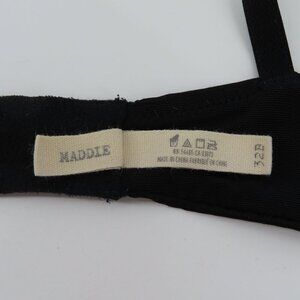 MADDIE
MADE IN CHINA FABRIQUÉ EN CHINE
32B